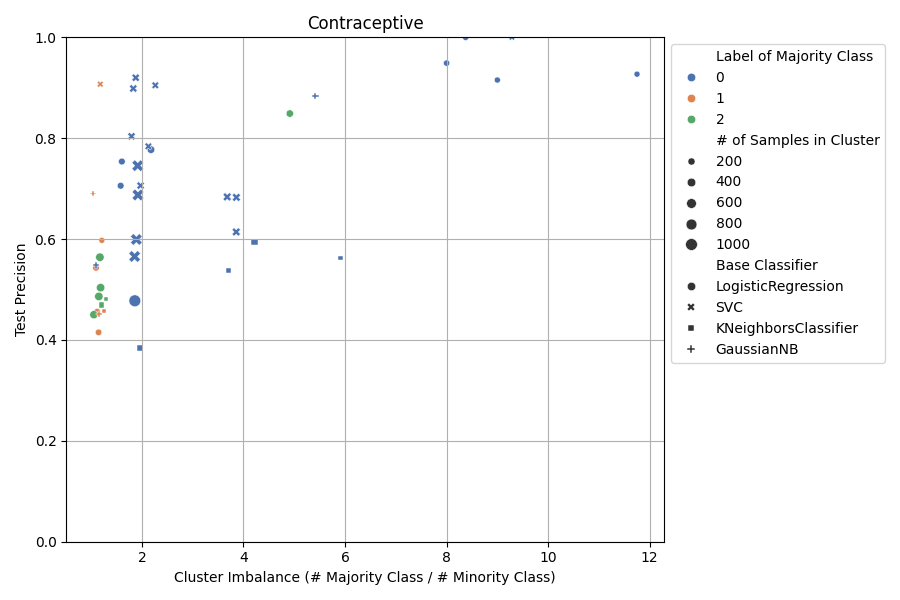 Contraceptive
1.0
0.8
0.6
0.4
0.2
0.0
Test Precision
2
4
6
8
10
12
Cluster Imbalance (# Majority Class / # Minority Class)
Label of Majority Class
0
1
2
# of Samples in Cluster
200
400
600
800
1000
Base Classifier
LogisticRegression
SVC
KNeighborsClassifier
GaussianNB